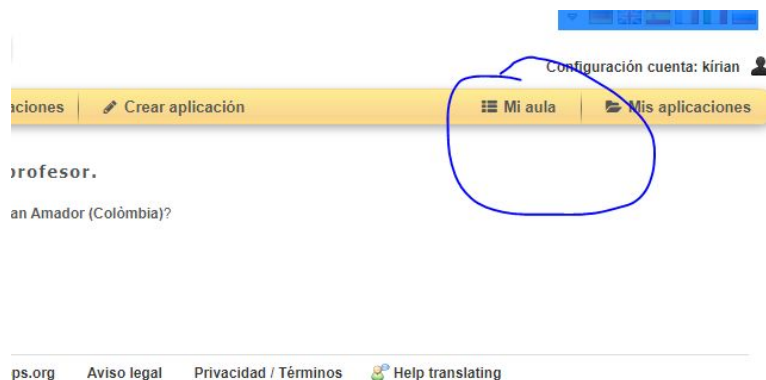 Configuración cuenta: kírian
aciones Crear aplicación Mi aula Mis aplicaciones
profesor.
an Amador (Colòmbia)?
ps.org Aviso legal Privacidad / Términos Help translating